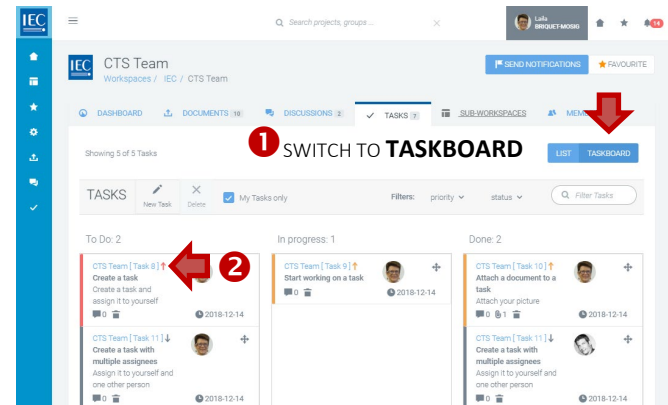 IEC
Search projects, groups ...
Laila
BRIQUET-MOSIG
14
IEC
CTS Team
Workspaces / IEC / CTS Team
SEND NOTIFICATIONS
FAVOURITE
DASHBOARD
DOCUMENTS 10
DISCUSSIONS 2
TASKS 7
SUB-WORKSPACES
MEM
Showing 5 of 5 Tasks
1 SWITCH TO TASKBOARD
LIST
TASKBOARD
TASKS
New Task
Delete
My Tasks only
Filters:
priority
status
Filter Tasks
To Do: 2
In progress: 1
Done: 2
CTS Team [ Task 8 ]
2
Create a task
Create a task and
assign it to yourself
0
2018-12-14
CTS Team [ Task 9 ]
Start working on a task
0
2018-12-14
CTS Team [ Task 10 ]
Attach a document to a
task
Attach your picture
0 1
2018-12-14
CTS Team [ Task 11 ]
Create a task with
multiple assignees
Assign it to yourself and
one other person
0
2018-12-14
CTS Team [ Task 11 ]
Create a task with
multiple assignees
Assign it to yourself and
one other person
0
2018-12-14